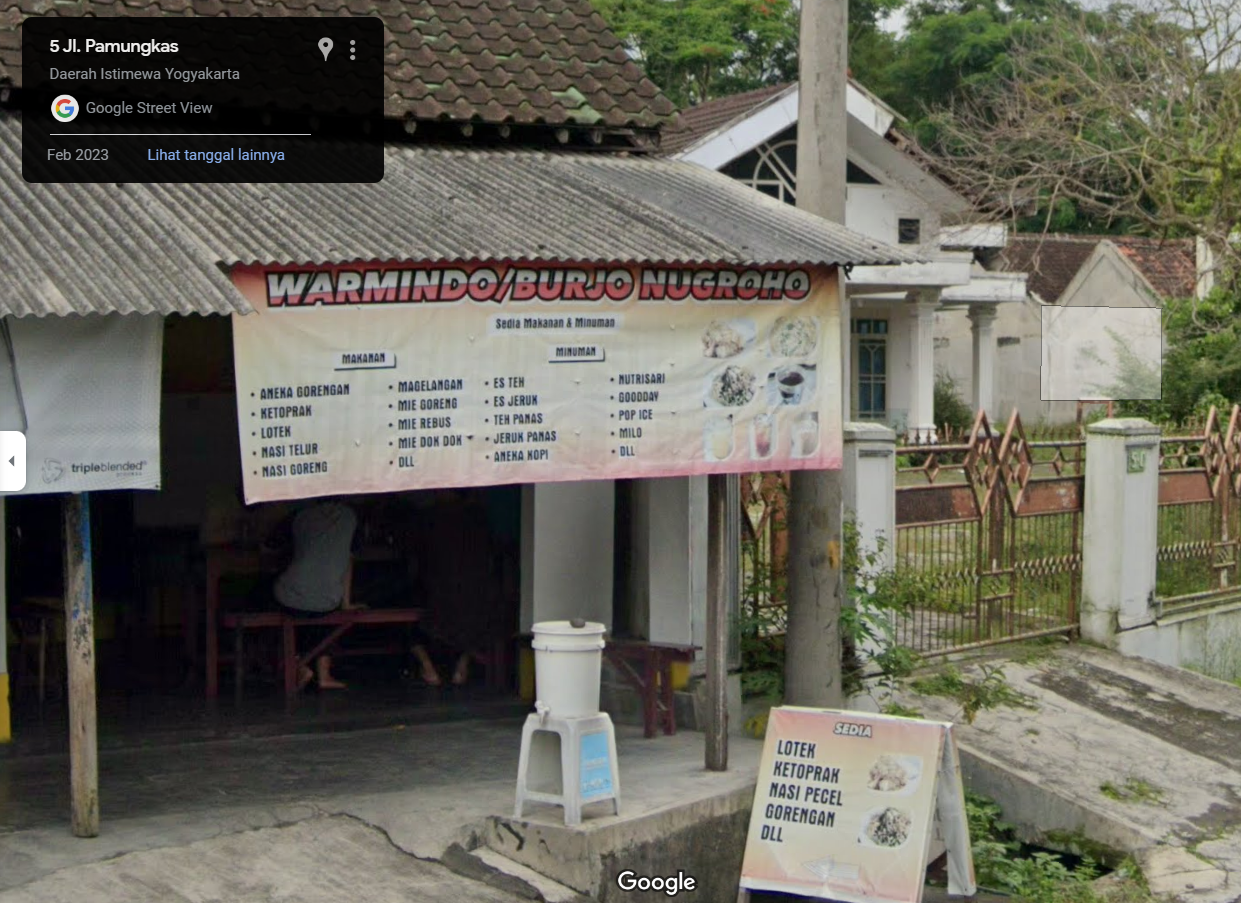 5 Jl. Pamungkas
Daerah Istimewa Yogyakarta
Google Street View
Feb 2023 Lihat tanggal lainnya
WARMINDO/BURJO NUGROHO
Sedia Makanan & Minuman
MAKANAN
• ANEKA GORENGAN
• KETOPRAK
• LOTEK
• NASI TELUR
• NASI GORENG
• MAGELANGAN
• MIE GORENG
• MIE REBUS
• MIE DOK DOK
• DLL
MINUMAN
• ES TEH
• ES JERUK
• TEH PANAS
• JERUK PANAS
• ANEKA KOPI
• NUTRISARI
• GOODDAY
• POP ICE
• MILO
• DLL
tripleblended
SEDIA
LOTEK
KETOPRAK
NASI PECEL
GORENGAN
DLL
Google